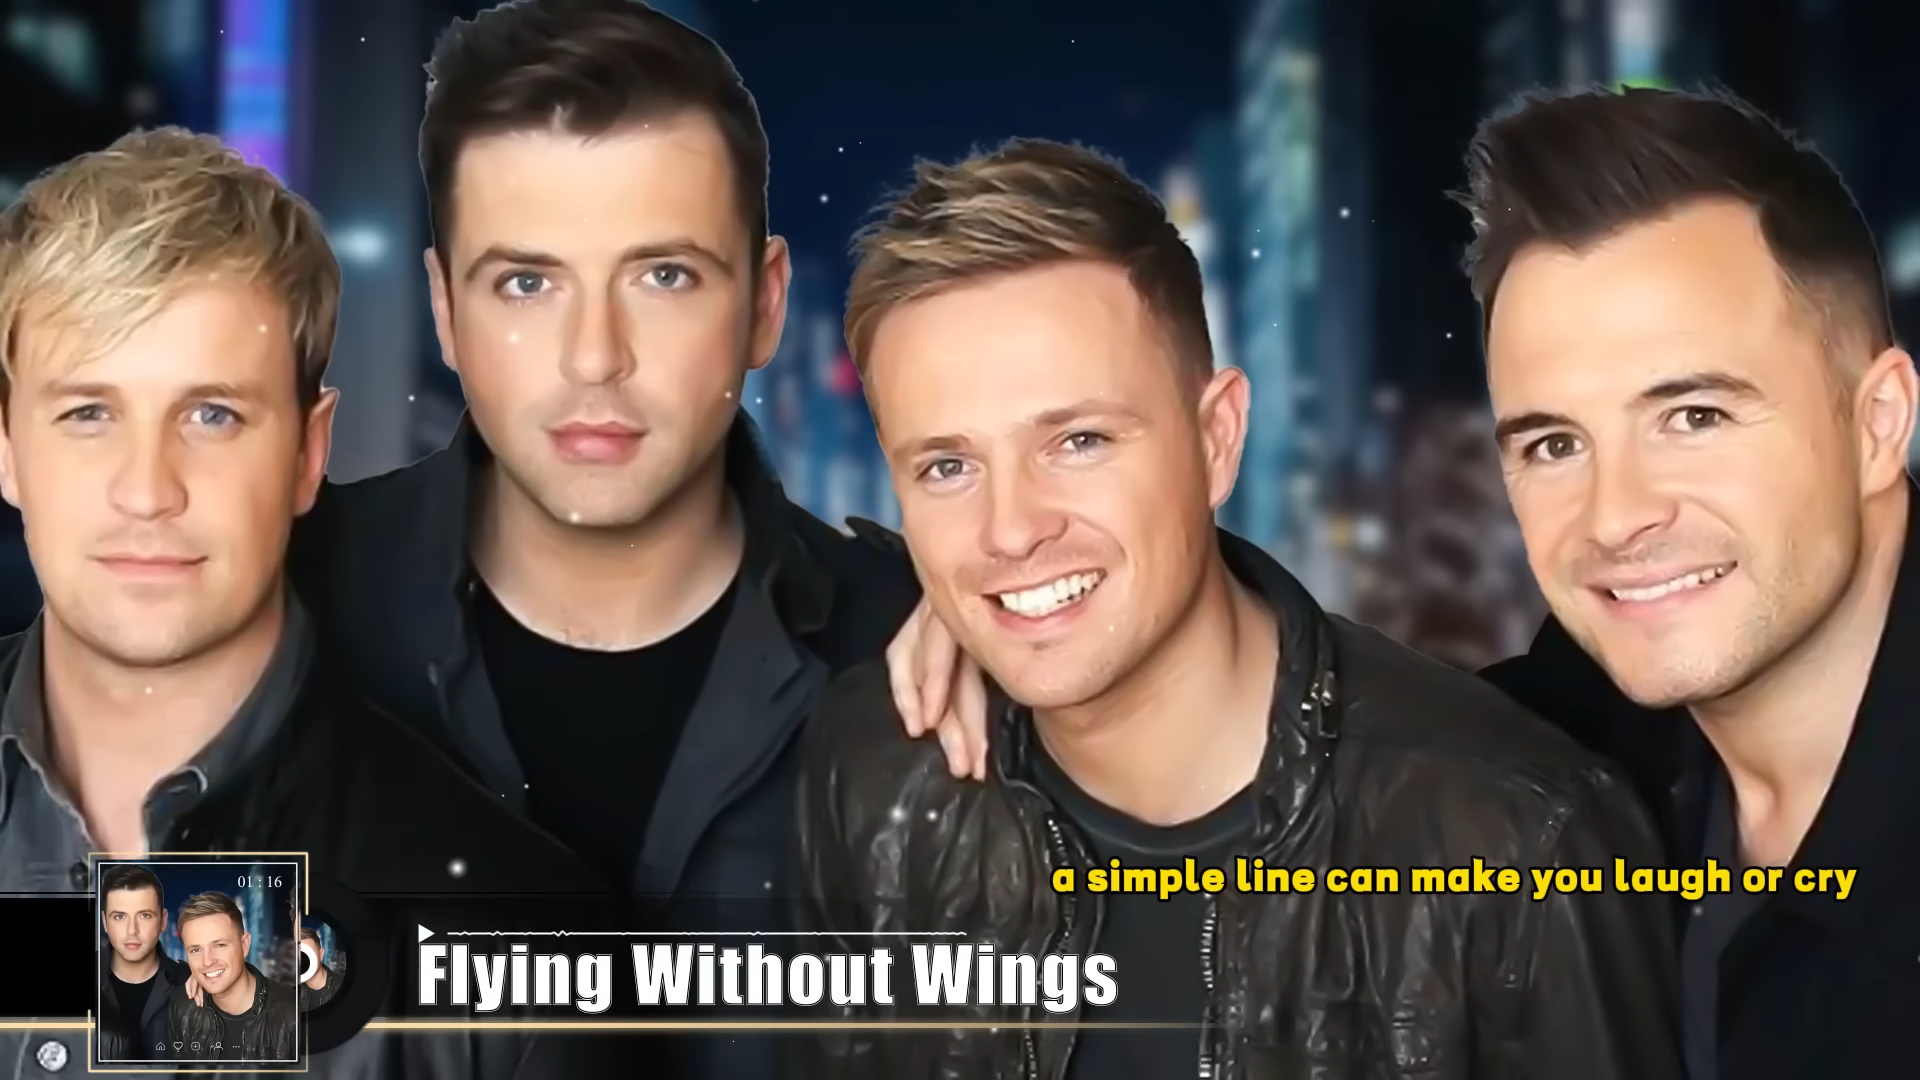 a simple line can make you laugh or cry
01 : 16
Flying Without Wings